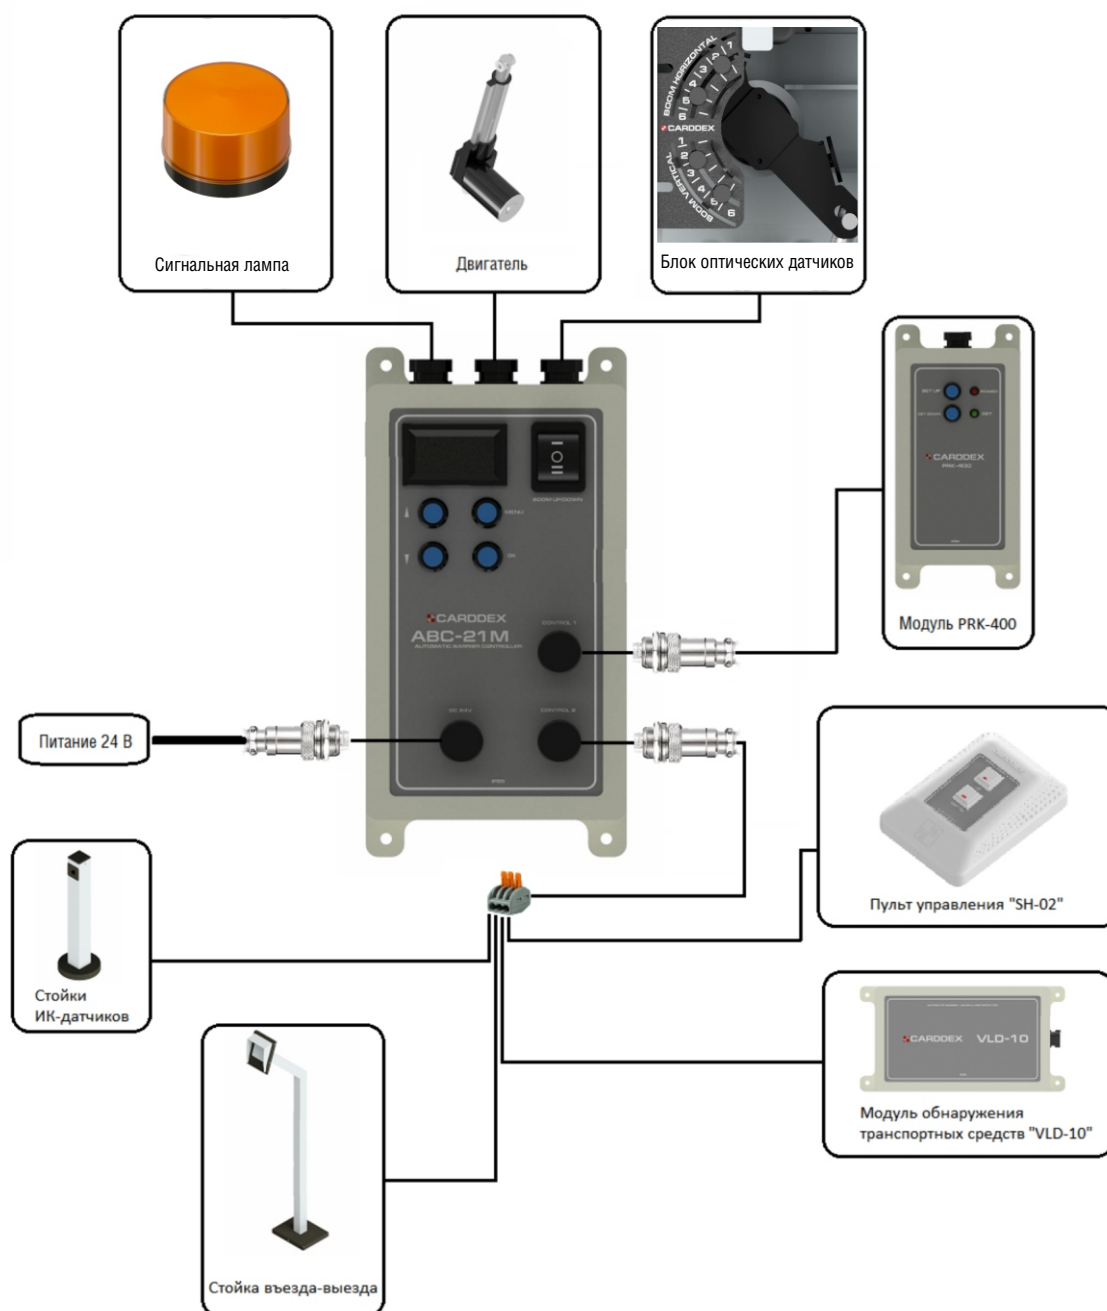 BOOM HORIZONTAL
CARDDEX
BOOM VERTICAL
Сигнальная лампа
Двигатель
Блок оптических датчиков
SET UP
POWER
SET
CARDDEX
PRK-400
Модуль PRK-400
BOOM UP/DOWN
MENU
OK
CARDDEX
ABC-21M
AUTOMATIC BARRIER CONTROLLER
CONTROL 1
DC 24V
CONTROL 2
Питание 24 В
Пульт управления "SH-02"
Стойки
ИК-датчиков
CARDDEX VLD-10
Модуль обнаружения
транспортных средств "VLD-10"
Стойка въезда-выезда